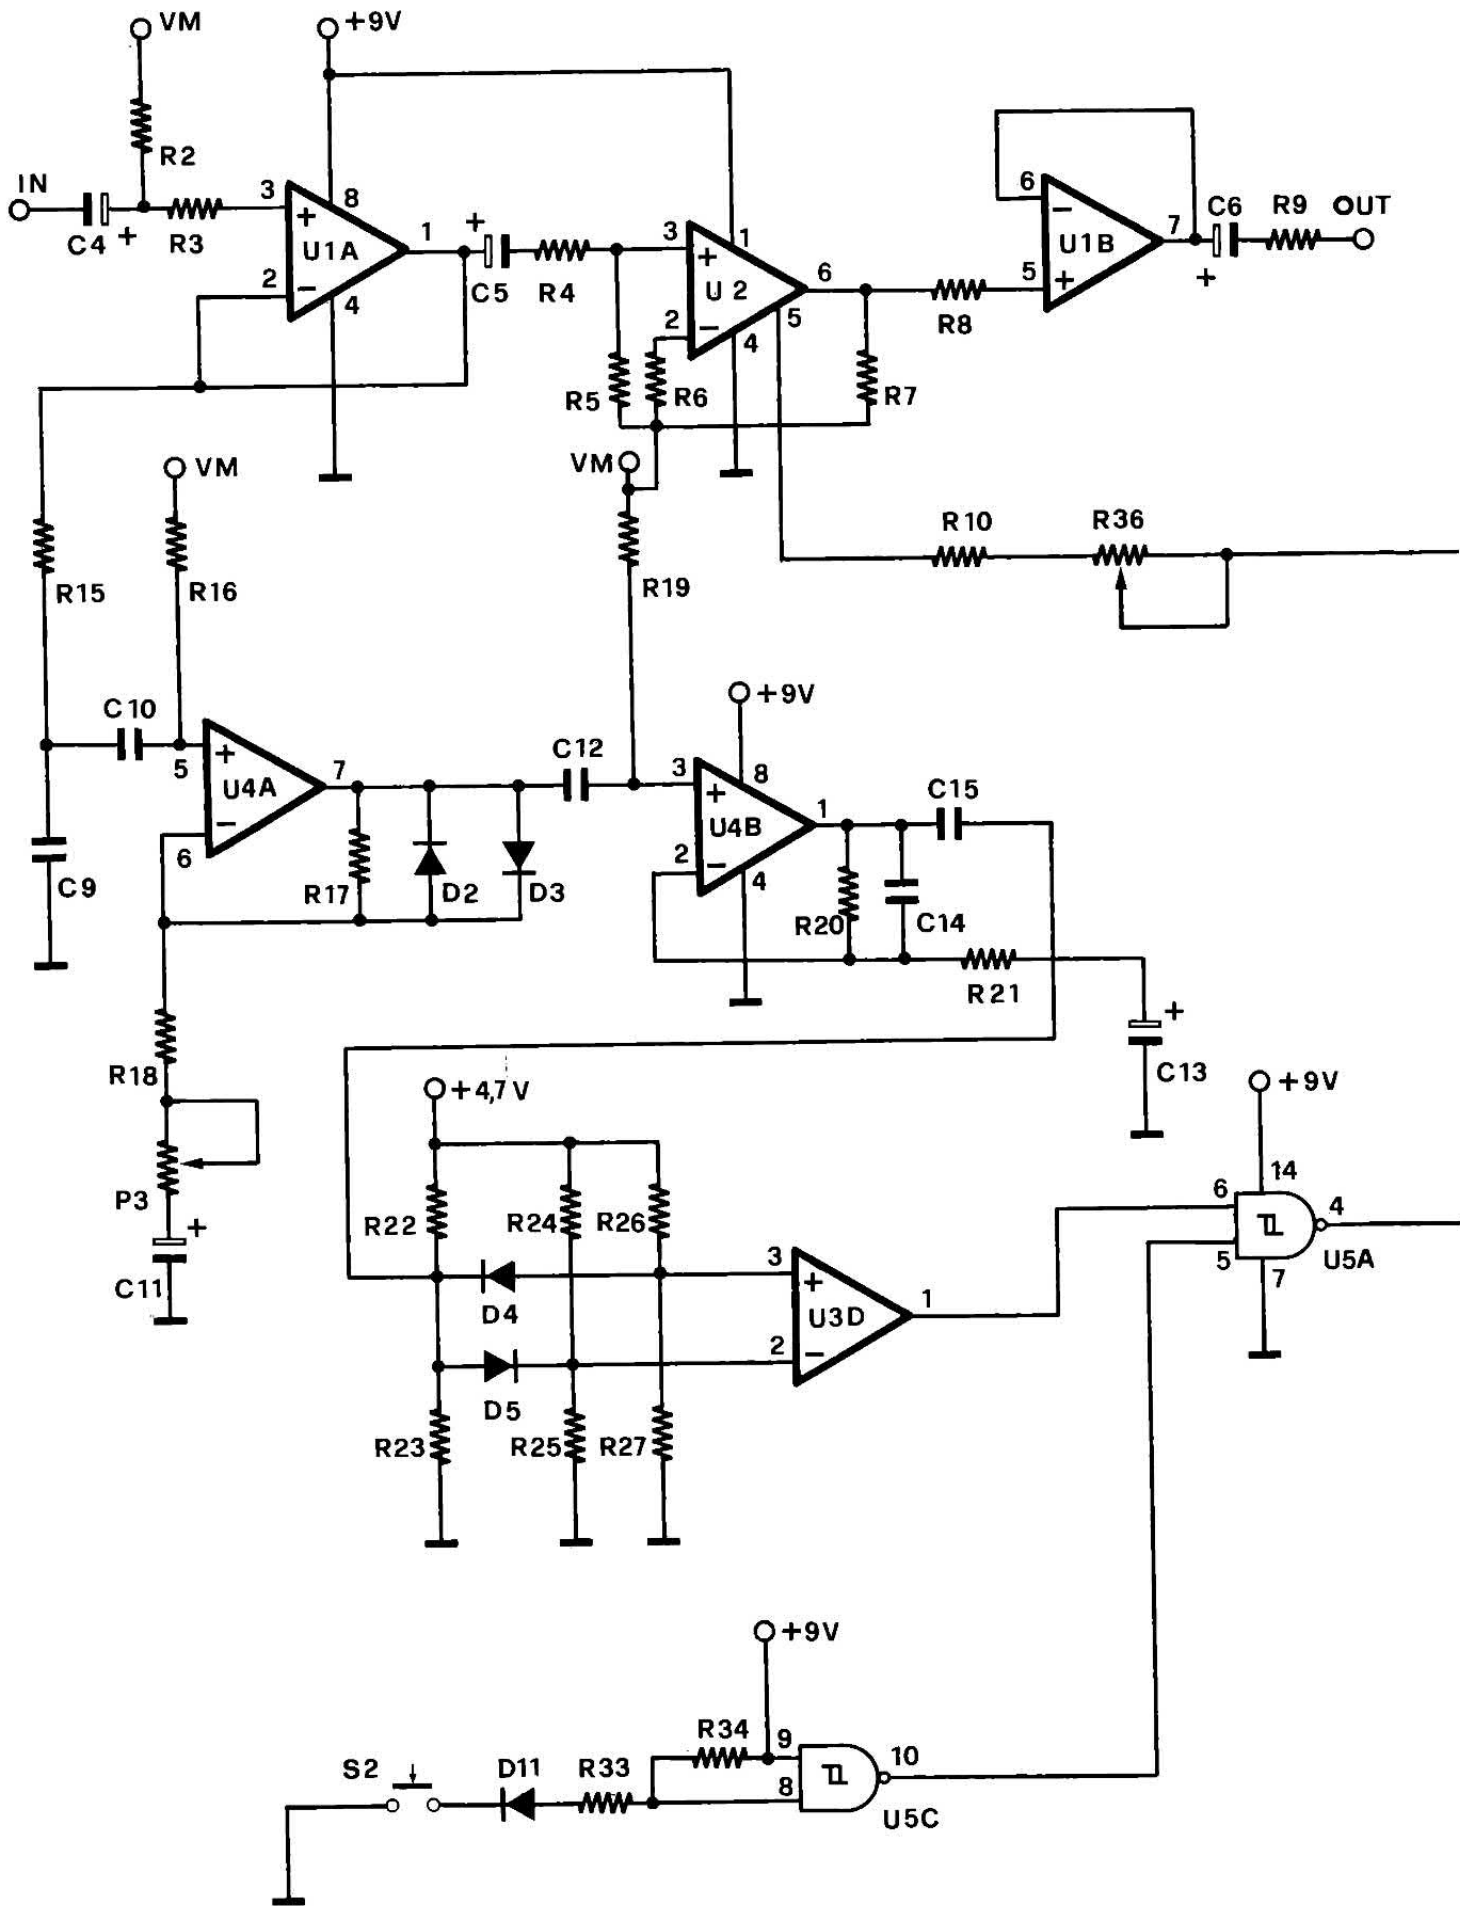 VM
+9V
R2
IN
C4
+
R3
3
8
+
U1A
1
2
−
4
+
C5
R4
3
1
+
U2
6
2
−
5
4
R5
R6
R7
R8
6
−
U1B
7
5
+
C6
+
R9
OUT
VM
VM
R10
R36
R15
R16
R19
C10
5
+
U4A
7
−
6
C9
R17
D2
D3
C12
+9V
3
8
+
U4B
1
2
−
4
C15
R20
C14
R21
+
C13
R18
P3
+
C11
+4,7V
R22
R24
R26
D4
3
+
U3D
1
2
−
D5
R23
R25
R27
+9V
14
6
4
5
7
U5A
+9V
R34
9
10
S2
D11
R33
8
U5C